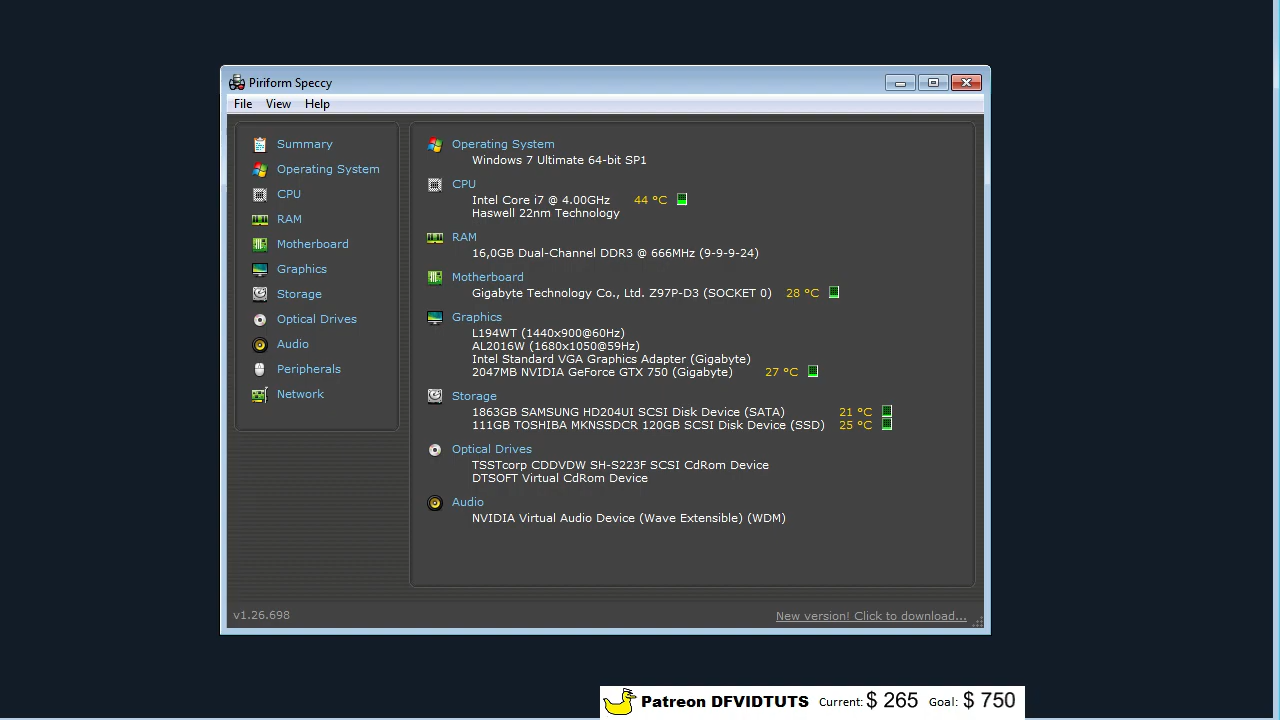 Piriform Speccy
File View Help
Summary
Operating System
CPU
RAM
Motherboard
Graphics
Storage
Optical Drives
Audio
Peripherals
Network
Operating System
Windows 7 Ultimate 64-bit SP1
CPU
Intel Core i7 @ 4.00GHz 44 °C
Haswell 22nm Technology
RAM
16,0GB Dual-Channel DDR3 @ 666MHz (9-9-9-24)
Motherboard
Gigabyte Technology Co., Ltd. Z97P-D3 (SOCKET 0) 28 °C
Graphics
L194WT (1440x900@60Hz)
AL2016W (1680x1050@59Hz)
Intel Standard VGA Graphics Adapter (Gigabyte)
2047MB NVIDIA GeForce GTX 750 (Gigabyte) 27 °C
Storage
1863GB SAMSUNG HD204UI SCSI Disk Device (SATA) 21 °C
111GB TOSHIBA MKNSSDCR 120GB SCSI Disk Device (SSD) 25 °C
Optical Drives
TSSTcorp CDDVDW SH-S223F SCSI CdRom Device
DTSOFT Virtual CdRom Device
Audio
NVIDIA Virtual Audio Device (Wave Extensible) (WDM)
v1.26.698
New version! Click to download...
Patreon DFVIDTUTS Current: $ 265 Goal: $ 750